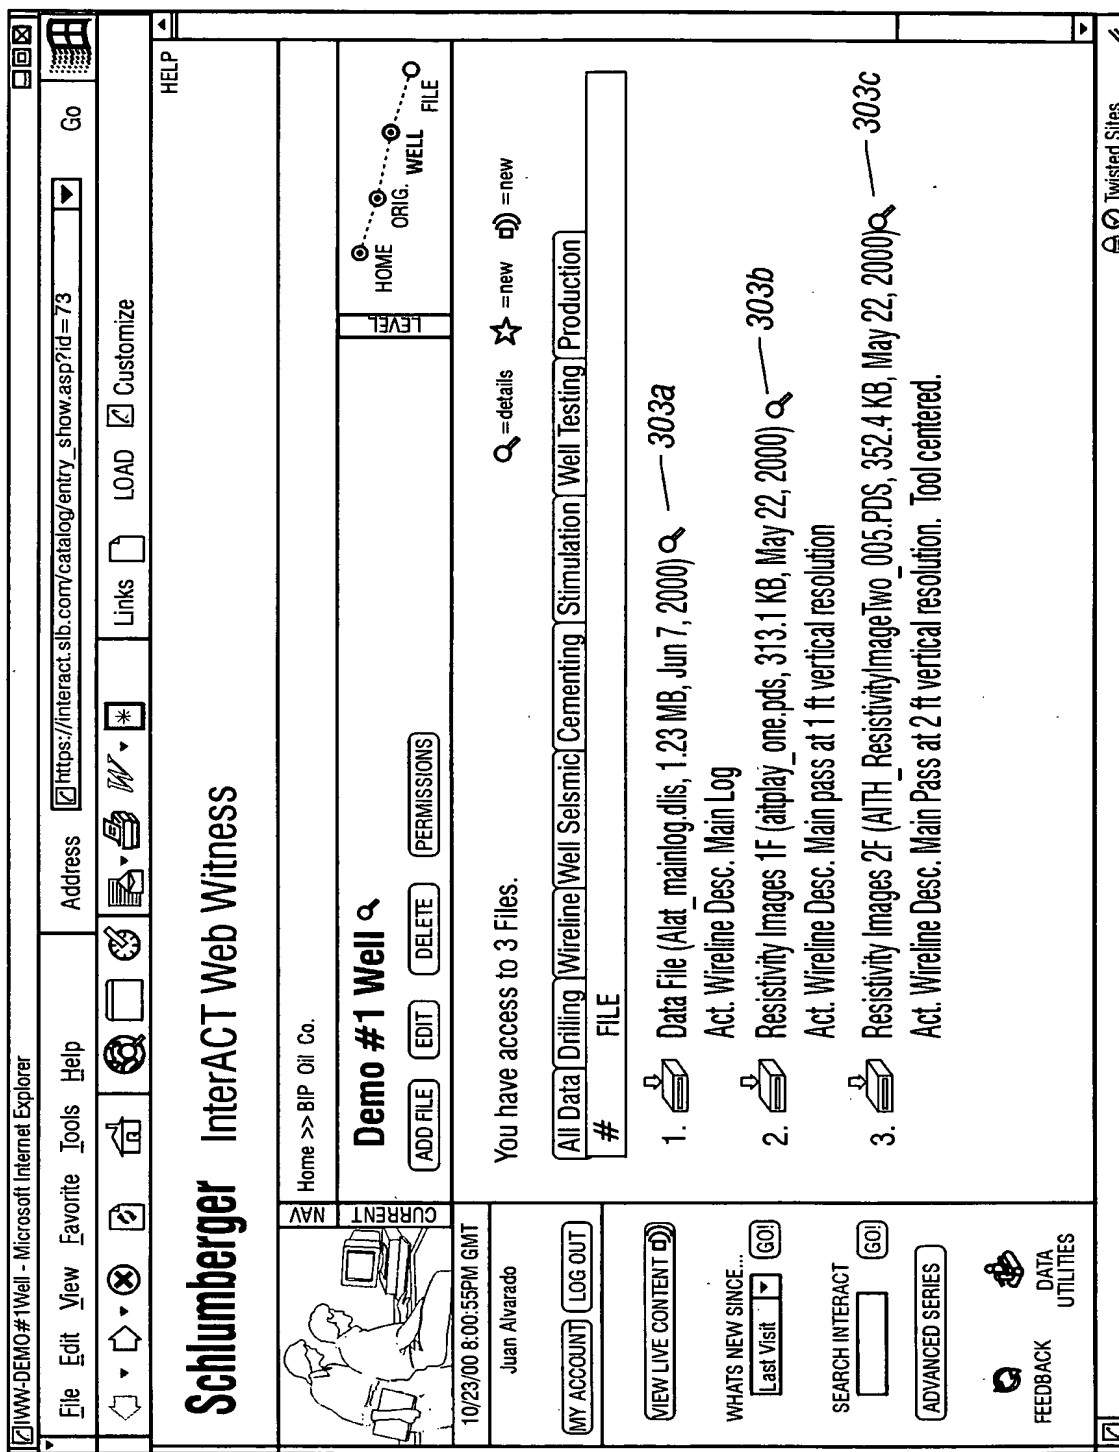 IWW-DEMO#1Well - Microsoft Internet Explorer
File Edit View Favorite Tools Help
Address https://interact.slb.com/catalog/entry_show.asp?id=73 Go
Links LOAD Customize
HELP
Schlumberger InterACT Web Witness
NAV
Home >> BIP Oil Co.
CURRENT
Demo #1 Well
ADD FILE EDIT DELETE PERMISSIONS
LEVEL
HOME ORIG. WELL FILE
10/23/00 8:00:55PM GMT
Juan Alvarado
MY ACCOUNT LOG OUT
VIEW LIVE CONTENT
WHATS NEW SINCE...
Last Visit GO!
SEARCH INTERACT
GO!
ADVANCED SERIES
FEEDBACK DATA
UTILITIES
You have access to 3 Files.
=details =new =new
All Data Drilling Wireline Well Selsmic Cementing Stimulation Well Testing Production
# FILE
1. Data File (Alat_mainlog.dlis, 1.23 MB, Jun 7, 2000) 303a
Act. Wireline Desc. Main Log
2. Resistivity Images 1F (aitplay_one.pds, 313.1 KB, May 22, 2000) 303b
Act. Wireline Desc. Main pass at 1 ft vertical resolution
3. Resistivity Images 2F (AITH_ResistivityImageTwo_005.PDS, 352.4 KB, May 22, 2000) 303c
Act. Wireline Desc. Main Pass at 2 ft vertical resolution. Tool centered.
Twisted Sites